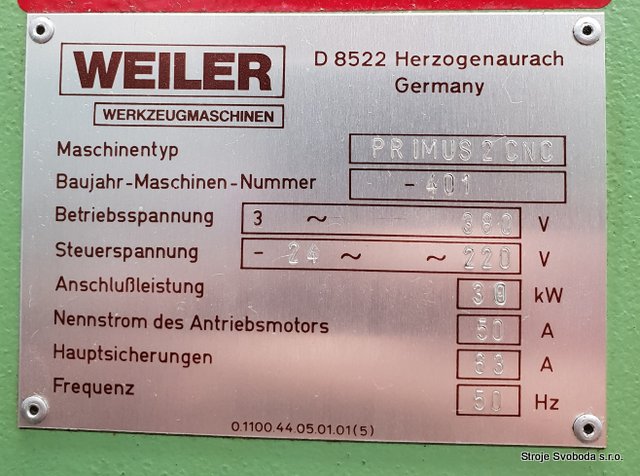 WEILER
WERKZEUGMASCHINEN
D 8522 Herzogenaurach
Germany
Maschinentyp PRIMUS 2 CNC
Baujahr-Maschinen-Nummer - 401
Betriebsspannung 3 ~ 380 V
Steuerspannung - 24 ~ ~ 220 V
Anschlußleistung 30 kW
Nennstrom des Antriebsmotors 50 A
Hauptsicherungen 63 A
Frequenz 50 Hz
0.1100.44.05.01.01(5)
Stroje Svoboda s.r.o.